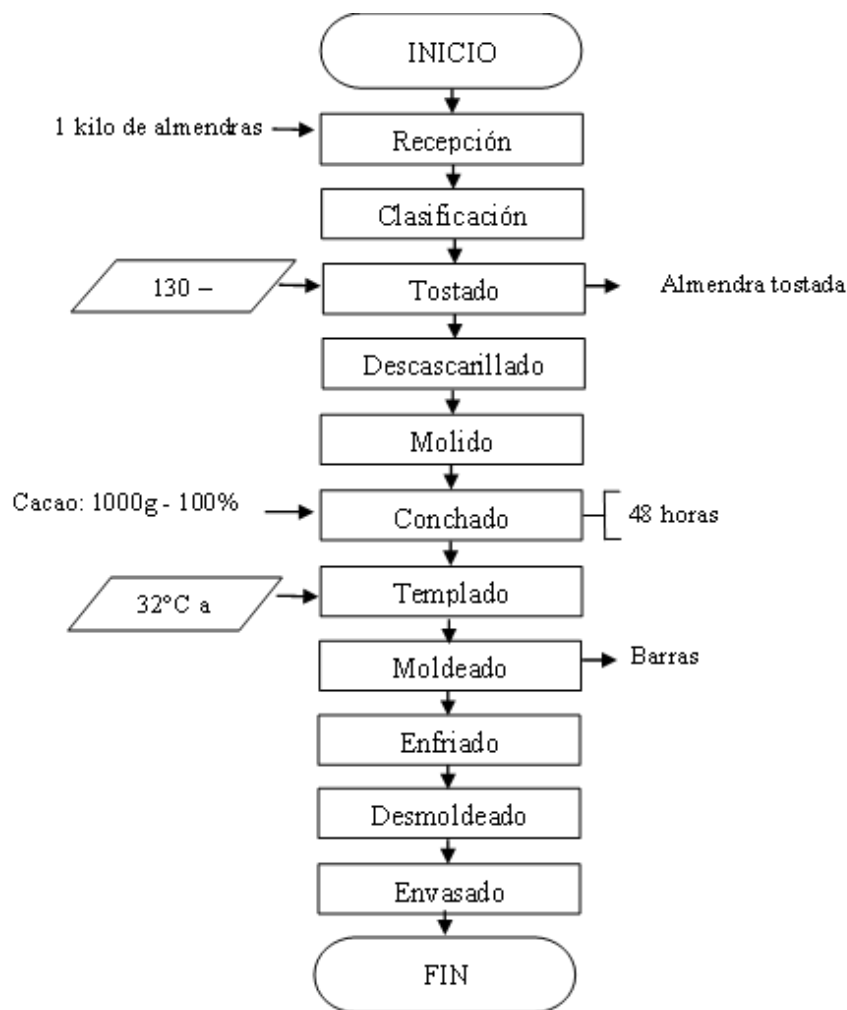 INICIO
1 kilo de almendras
Recepción
Clasificación
130 –
Tostado
Almendra tostada
Descascarillado
Molido
Cacao: 1000g - 100%
Conchado
48 horas
32°C a
Templado
Moldeado
Barras
Enfriado
Desmoldeado
Envasado
FIN